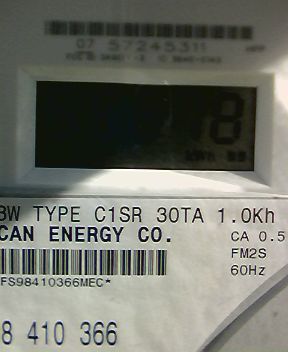 07 57245311
8
kWh
3W TYPE C1SR 30TA 1.0Kh
CAN ENERGY CO.
CA 0.5
FM2S
60Hz
FS98410366MEC*
8 410 366